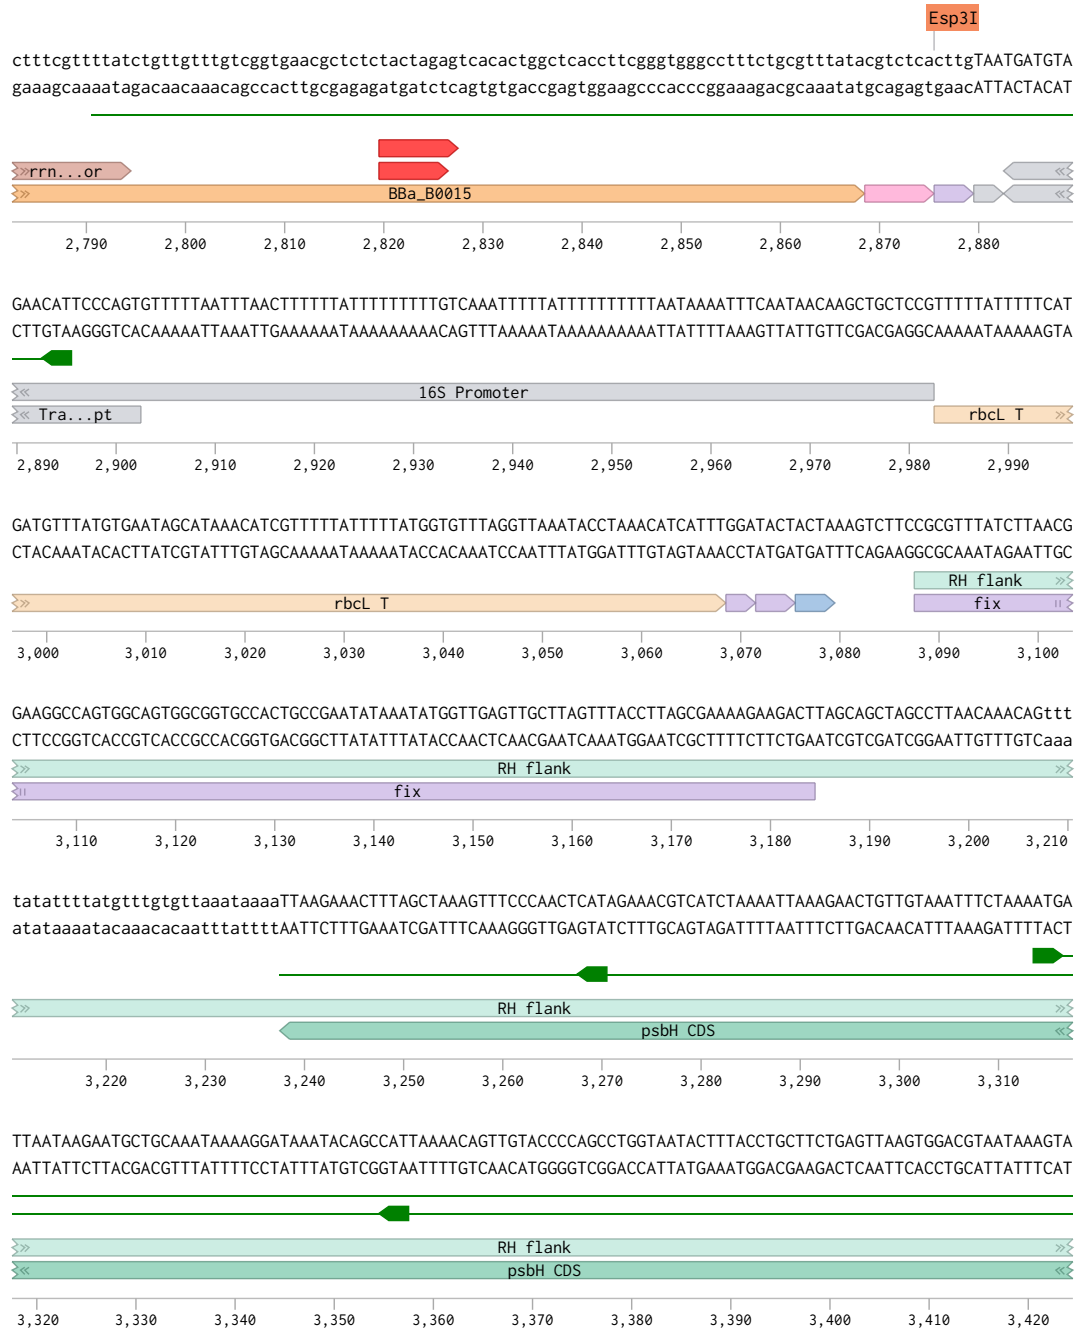 Esp3I
ctttcgttttatctgttgtttgtcggtgaacgctctctactagagtcacactggctcaccttcgggtgggcctttctgcgtttatacgtctcacttgTAATGATGTA
gaaagcaaaatagacaacaaacagccacttgcgagagatgatctcagtgtgaccgagtggaagcccacccggaaagacgcaaatatgcagagtgaacATTACTACAT
rrn...or
BBa_B0015
2,790 2,800 2,810 2,820 2,830 2,840 2,850 2,860 2,870 2,880
GAACATTCCCAGTGTTTTTAATTTAACTTTTTTATTTTTTTTTGTCAAATTTTTATTTTTTTTTTAATAAAATTTCAATAACAAGCTGCTCCGTTTTTATTTTTCAT
CTTGTAAGGGTCACAAAAATTAAATTGAAAAAATAAAAAAAAACAGTTTAAAAATAAAAAAAAAATTATTTTAAAGTTATTGTTCGACGAGGCAAAAATAAAAAGTA
16S Promoter
Tra...pt
rbcL T
2,890 2,900 2,910 2,920 2,930 2,940 2,950 2,960 2,970 2,980 2,990
GATGTTTATGTGAATAGCATAAACATCGTTTTTATTTTTATGGTGTTTAGGTTAAATACCTAAACATCATTTGGATACTACTAAAGTCTTCCGCGTTTATCTTAACG
CTACAAATACACTTATCGTATTTGTAGCAAAAATAAAAATACCACAAATCCAATTTATGGATTTGTAGTAAACCTATGATGATTTCAGAAGGCGCAAATAGAATTGC
RH flank
rbcL T
fix
3,000 3,010 3,020 3,030 3,040 3,050 3,060 3,070 3,080 3,090 3,100
GAAGGCCAGTGGCAGTGGCGGTGCCACTGCCGAATATAAATATGGTTGAGTTGCTTAGTTTACCTTAGCGAAAAGAAGACTTAGCAGCTAGCCTTAACAAACAGttt
CTTCCGGTCACCGTCACCGCCACGGTGACGGCTTATATTTATACCAACTCAACGAATCAAATGGAATCGCTTTTCTTCTGAATCGTCGATCGGAATTGTTTGTCaaa
RH flank
fix
3,110 3,120 3,130 3,140 3,150 3,160 3,170 3,180 3,190 3,200 3,210
tatattttatgtttgtgttaaataaaaTTAAGAAACTTTAGCTAAAGTTTCCCAACTCATAGAAACGTCATCTAAAATTAAAGAACTGTTGTAAATTTCTAAAATGA
atataaaatacaaacacaatttattttAATTCTTTGAAATCGATTTCAAAGGGTTGAGTATCTTTGCAGTAGATTTTAATTTCTTGACAACATTTAAAGATTTTACT
RH flank
psbH CDS
3,220 3,230 3,240 3,250 3,260 3,270 3,280 3,290 3,300 3,310
TTAATAAGAATGCTGCAAATAAAAGGATAAATACAGCCATTAAAACAGTTGTACCCCAGCCTGGTAATACTTTACCTGCTTCTGAGTTAAGTGGACGTAATAAAGTA
AATTATTCTTACGACGTTTATTTTCCTATTTATGTCGGTAATTTTGTCAACATGGGGTCGGACCATTATGAAATGGACGAAGACTCAATTCACCTGCATTATTTCAT
RH flank
psbH CDS
3,320 3,330 3,340 3,350 3,360 3,370 3,380 3,390 3,400 3,410 3,420